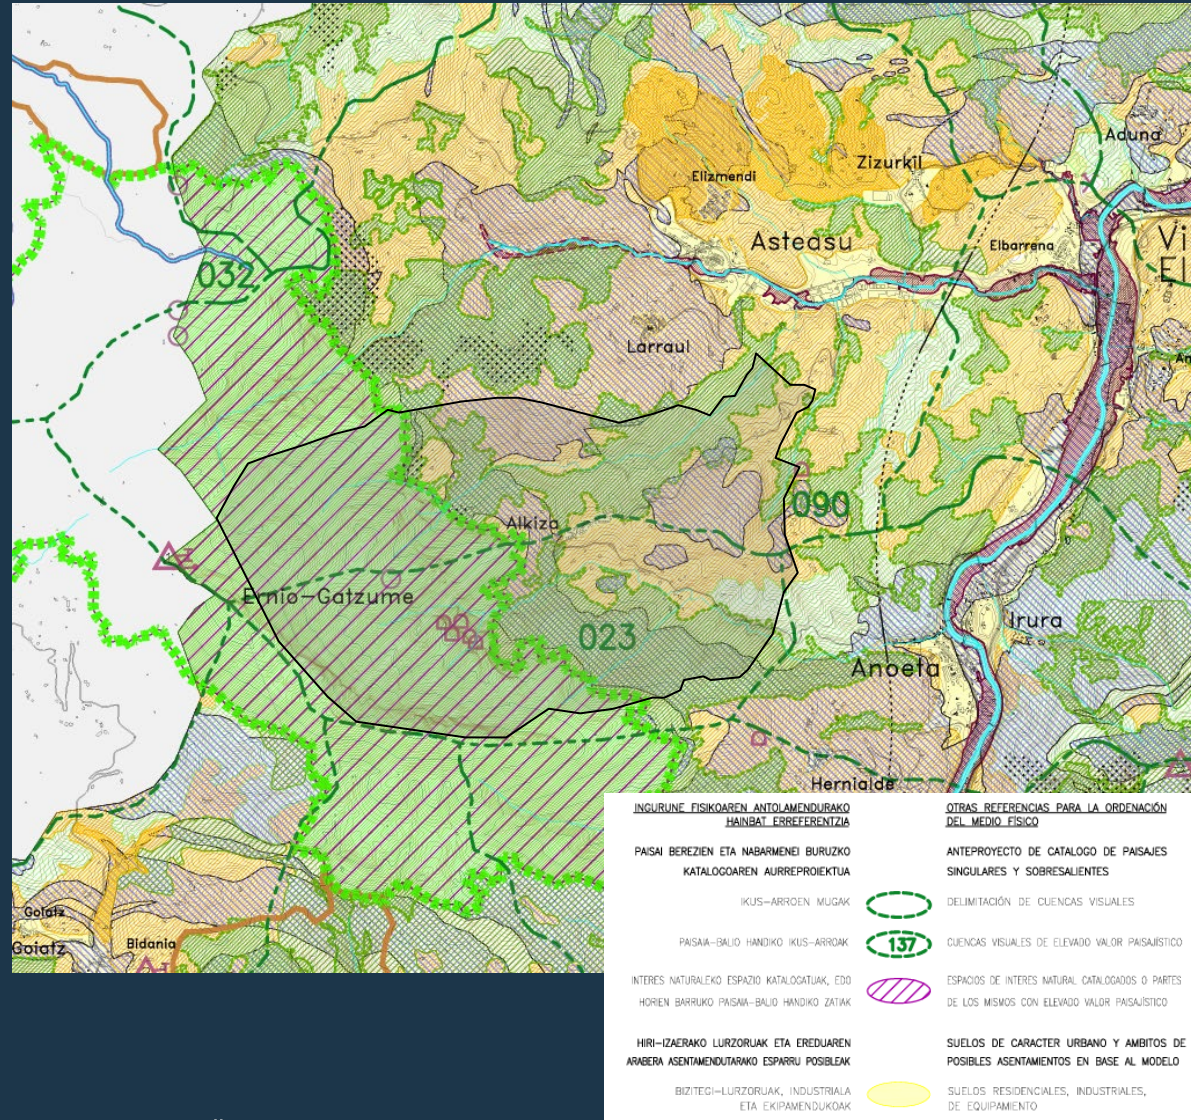 Aduna
Zizurkil
Elizmendi
Asteasu
Elbarrena
Vi
El
032
Larraul
An
090
Alkiza
Ernio-Gatzume
023
Irura
Anoeta
Hernialde
Goiatz
Goiatz
Bidania
INGURUNE FISIKOAREN ANTOLAMENDURAKO
HAINBAT ERREFERENTZIA
OTRAS REFERENCIAS PARA LA ORDENACIÓN
DEL MEDIO FÍSICO
PAISAI BEREZIEN ETA NABARMENEI BURUZKO
KATALOGOAREN AURREPROIEKTUA
ANTEPROYECTO DE CATALOGO DE PAISAJES
SINGULARES Y SOBRESALIENTES
IKUS-ARROEN MUGAK
DELIMITACIÓN DE CUENCAS VISUALES
PAISAIA-BALIO HANDIKO IKUS-ARROAK
137
CUENCAS VISUALES DE ELEVADO VALOR PAISAJÍSTICO
INTERES NATURALEKO ESPAZIO KATALOGATUAK, EDO
HORIEN BARRUKO PAISAIA-BALIO HANDIKO ZATIAK
ESPACIOS DE INTERES NATURAL CATALOGADOS O PARTES
DE LOS MISMOS CON ELEVADO VALOR PAISAJÍSTICO
HIRI-IZAERAKO LURZORUAK ETA EREDUAREN
ARABERA ASENTAMENDUTARAKO ESPARRU POSIBLEAK
SUELOS DE CARACTER URBANO Y AMBITOS DE
POSIBLES ASENTAMIENTOS EN BASE AL MODELO
BIZITEGI-LURZORUAK, INDUSTRIALA
ETA EKIPAMENDUKOAK
SUELOS RESIDENCIALES, INDUSTRIALES,
DE EQUIPAMIENTO